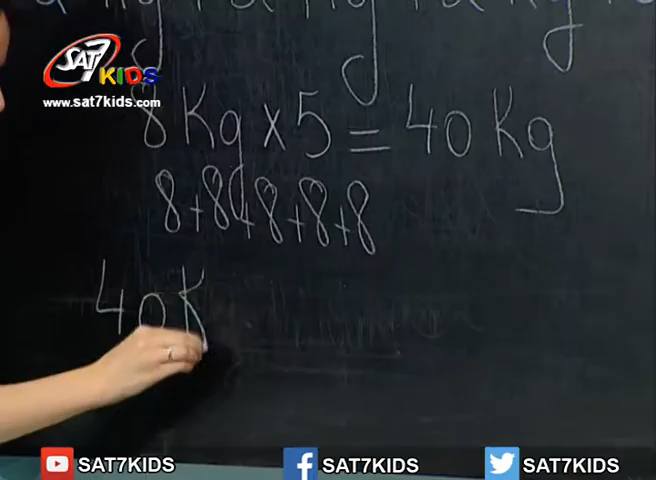 SAT7 KIDS
www.sat7kids.com
8 Kg x 5 = 40 Kg
8+8+8+8+8
40 K
SAT7KIDS SAT7KIDS SAT7KIDS